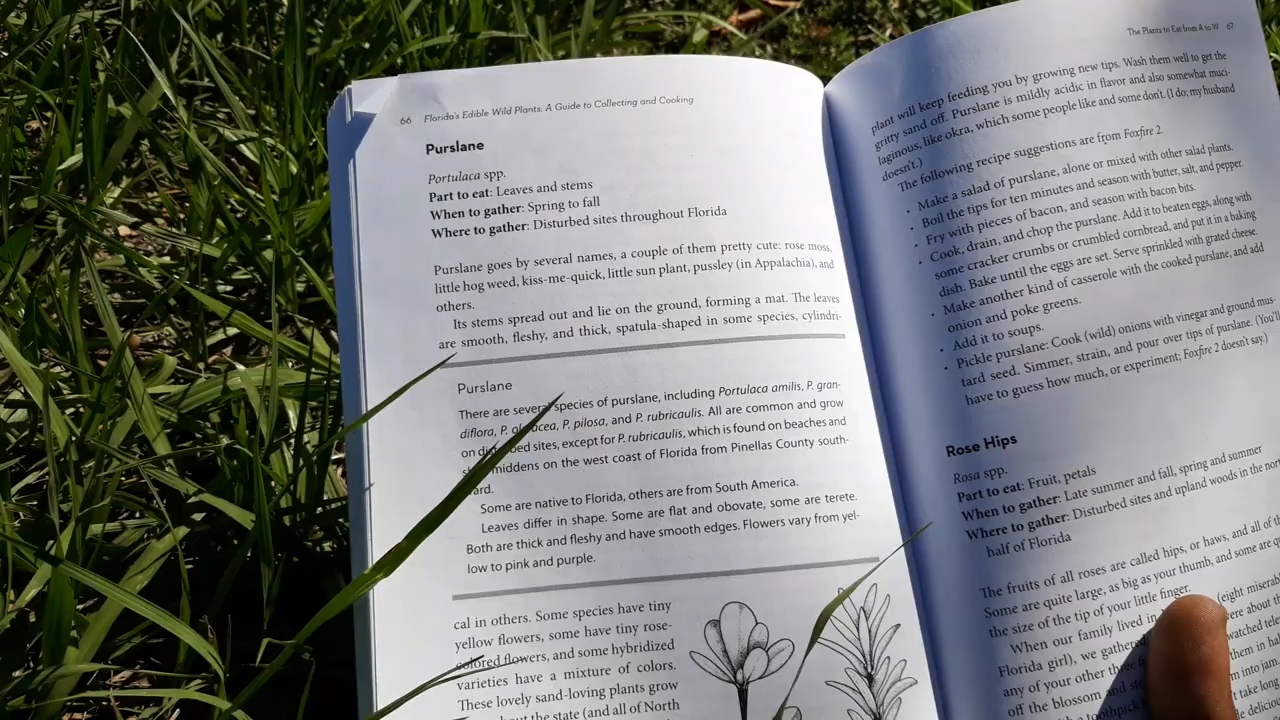 66 Florida's Edible Wild Plants: A Guide to Collecting and Cooking
Purslane
Portulaca spp.
Part to eat: Leaves and stems
When to gather: Spring to fall
Where to gather: Disturbed sites throughout Florida
Purslane goes by several names, a couple of them pretty cute: rose moss,
little hog weed, kiss-me-quick, little sun plant, pussley (in Appalachia), and
others.
Its stems spread out and lie on the ground, forming a mat. The leaves
are smooth, fleshy, and thick, spatula-shaped in some species, cylindri-
Purslane
There are several species of purslane, including Portulaca amilis, P. gran-
diflora, P. P. pilosa, and P. rubricaulis. All are common and grow
on sites, except for P. rubricaulis, which is found on beaches and
middens on the west coast of Florida from Pinellas County south-
Some are native to Florida, others are from South America.
Leaves differ in shape. Some are flat and obovate, some are terete.
Both are thick and fleshy and have smooth edges. Flowers vary from yel-
low to pink and purple.
cal in others. Some species have tiny
yellow flowers, some have tiny rose-
colored flowers, and some hybridized
varieties have a mixture of colors.
These lovely sand-loving plants grow
the state (and all of North
The Plants to Eat from A to W 67
plant will keep feeding you by growing new tips. Wash them well to get the
gritty sand off. Purslane is mildly acidic in flavor and also somewhat muci-
laginous, like okra, which some people like and some don't. (I do; my husband
doesn't.)
The following recipe suggestions are from Foxfire 2.
• Make a salad of purslane, alone or mixed with other salad plants.
• Boil the tips for ten minutes and season with butter, salt, and pepper.
• Fry with pieces of bacon, and season with bacon bits.
• Cook, drain, and chop the purslane. Add it to beaten eggs, along with
some cracker crumbs or crumbled cornbread, and put it in a baking
dish. Bake until the eggs are set. Serve sprinkled with grated cheese.
• Make another kind of casserole with the cooked purslane, and add
onion and poke greens.
• Add it to soups.
• Pickle purslane: Cook (wild) onions with vinegar and ground mus-
tard seed. Simmer, strain, and pour over tips of purslane. (You'll
have to guess how much, or experiment; Foxfire 2 doesn't say.)
Rose Hips
Rosa spp.
Part to eat: Fruit, petals
When to gather: Late summer and fall, spring and summer
Where to gather: Disturbed sites and upland woods in the
half of Florida
The fruits of all roses are called hips, or haws, and all of
Some are quite large, as big as your thumb, and some are
the size of the tip of your little finger.
When our family lived in (eight
Florida girl), we about
any of your other
off the blossom and
toothpick